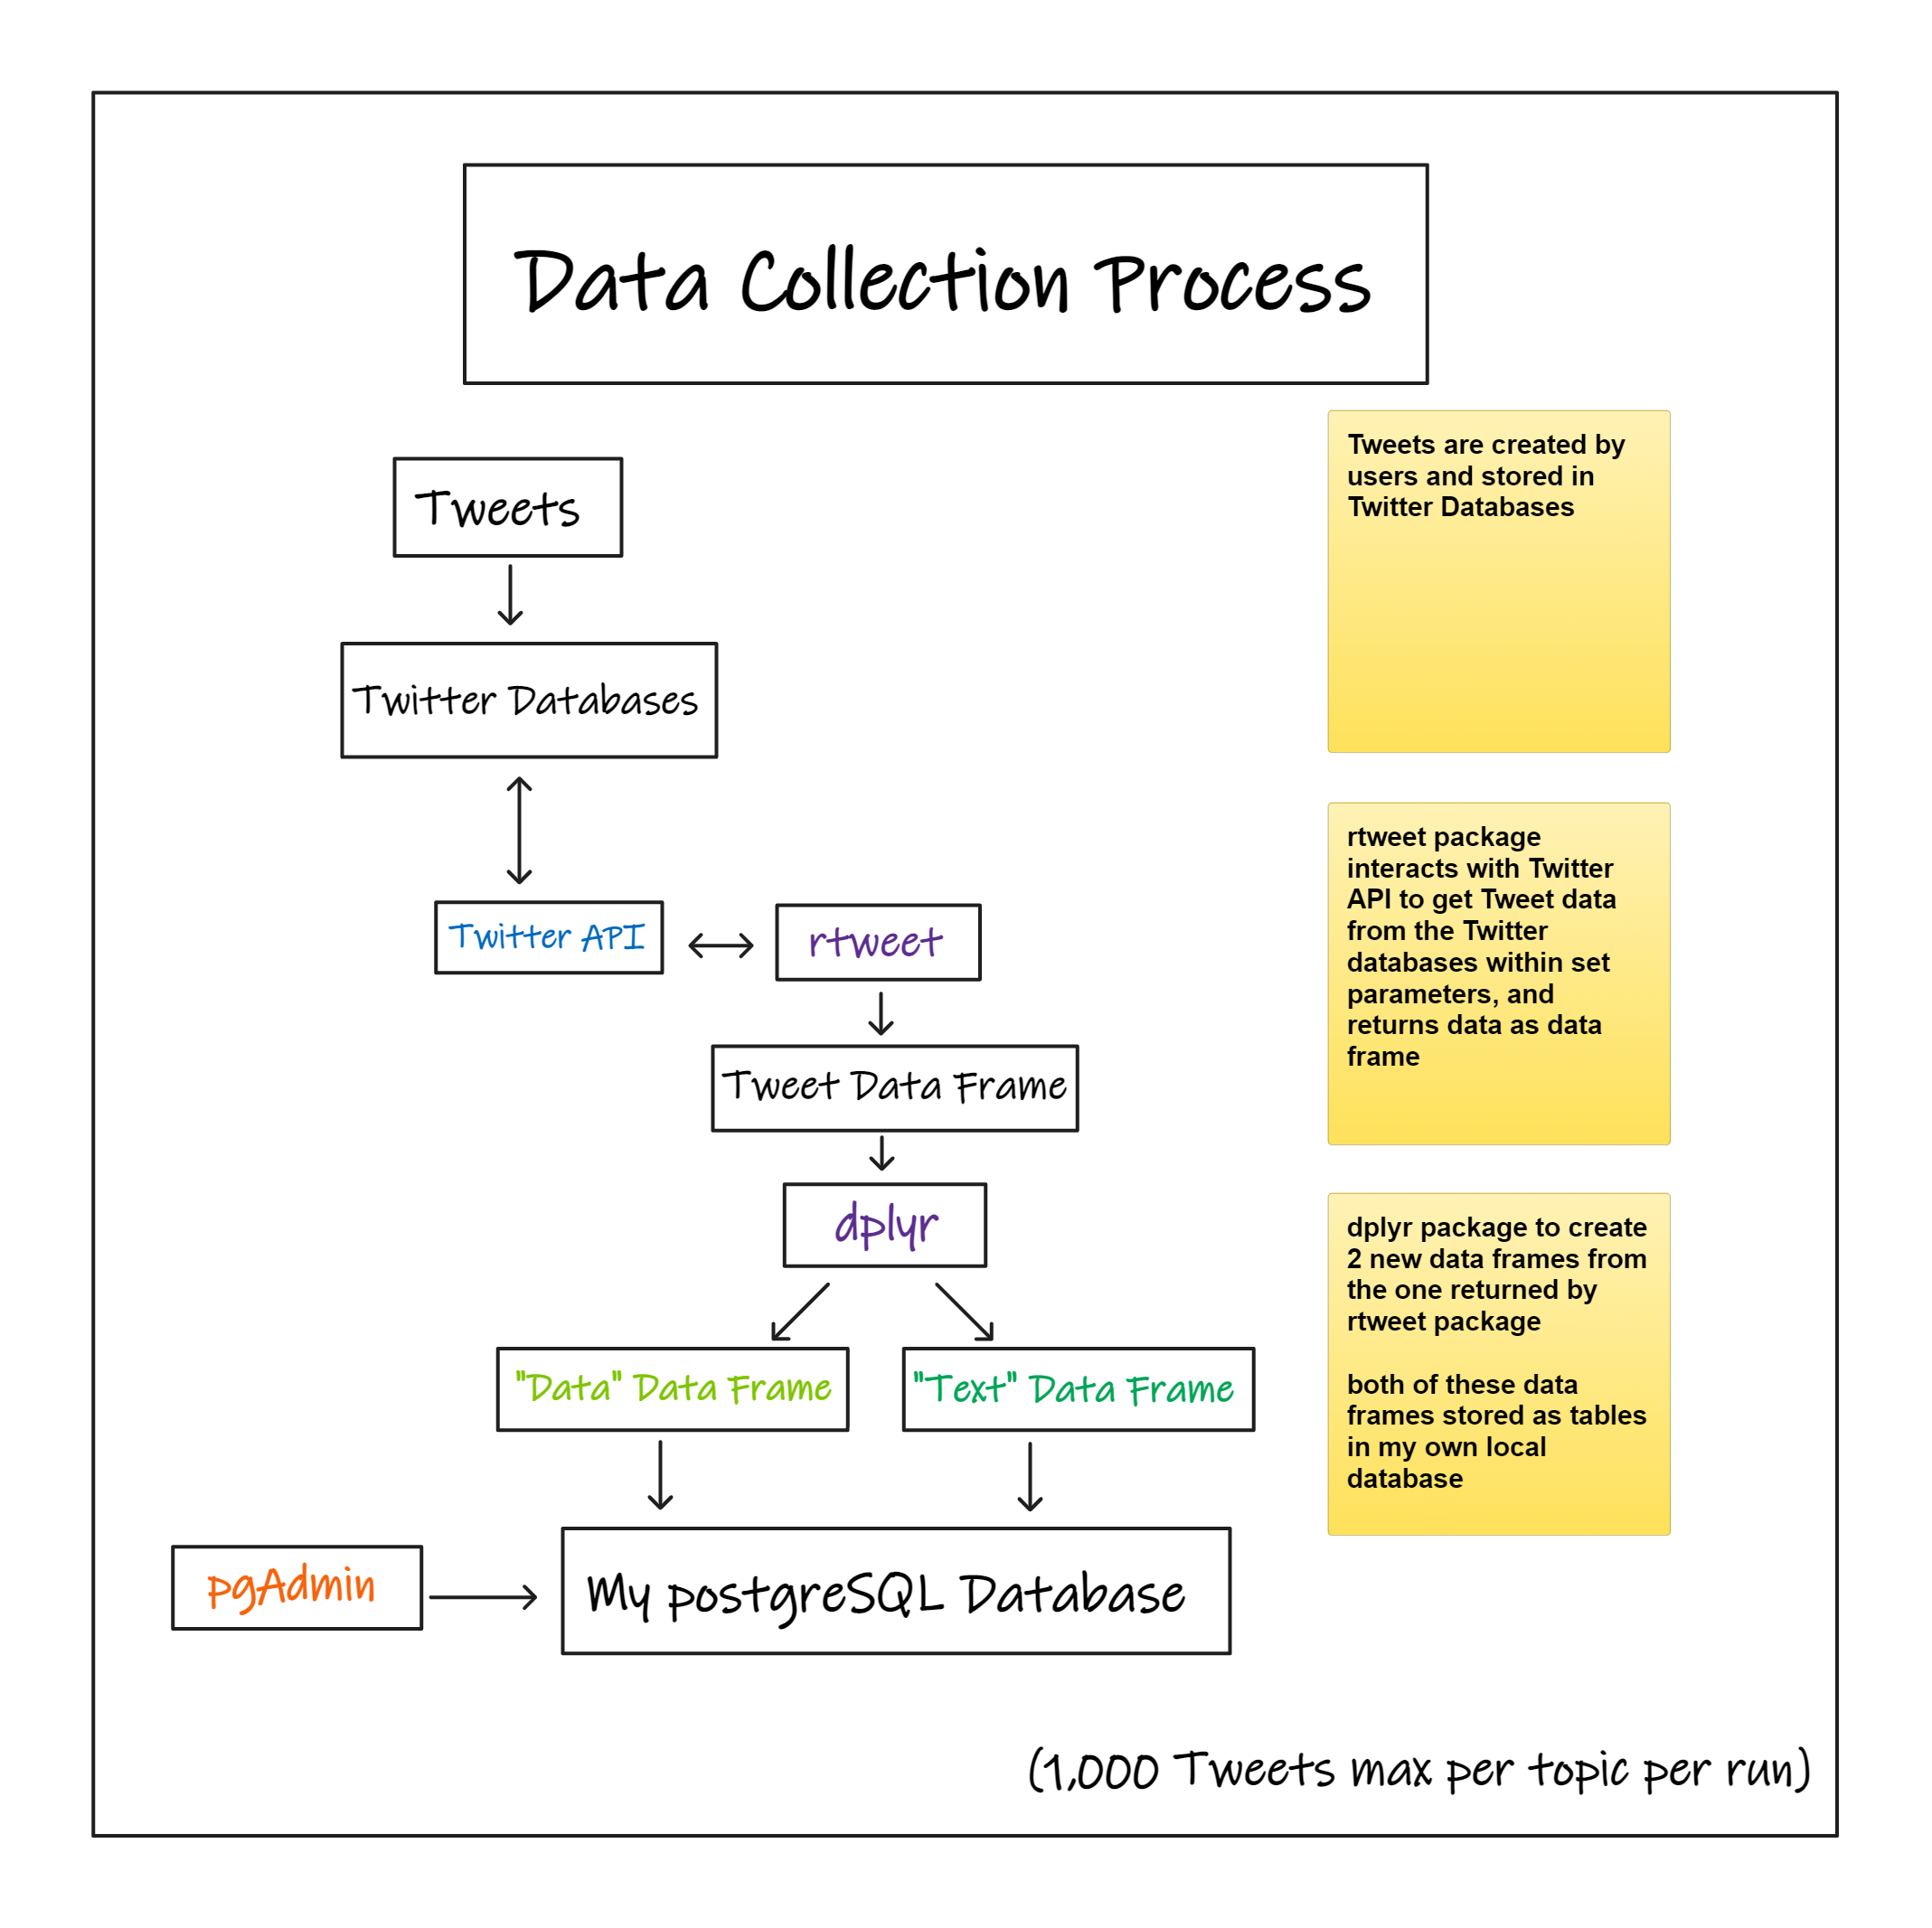 Data Collection Process
Tweets
Twitter Databases
Twitter API
rtweet
Tweet Data Frame
dplyr
"Data" Data Frame
"Text" Data Frame
pgAdmin
My postgreSQL Database
(1,000 Tweets max per topic per run)
Tweets are created by
users and stored in
Twitter Databases
rtweet package
interacts with Twitter
API to get Tweet data
from the Twitter
databases within set
parameters, and
returns data as data
frame
dplyr package to create
2 new data frames from
the one returned by
rtweet package
both of these data
frames stored as tables
in my own local
database